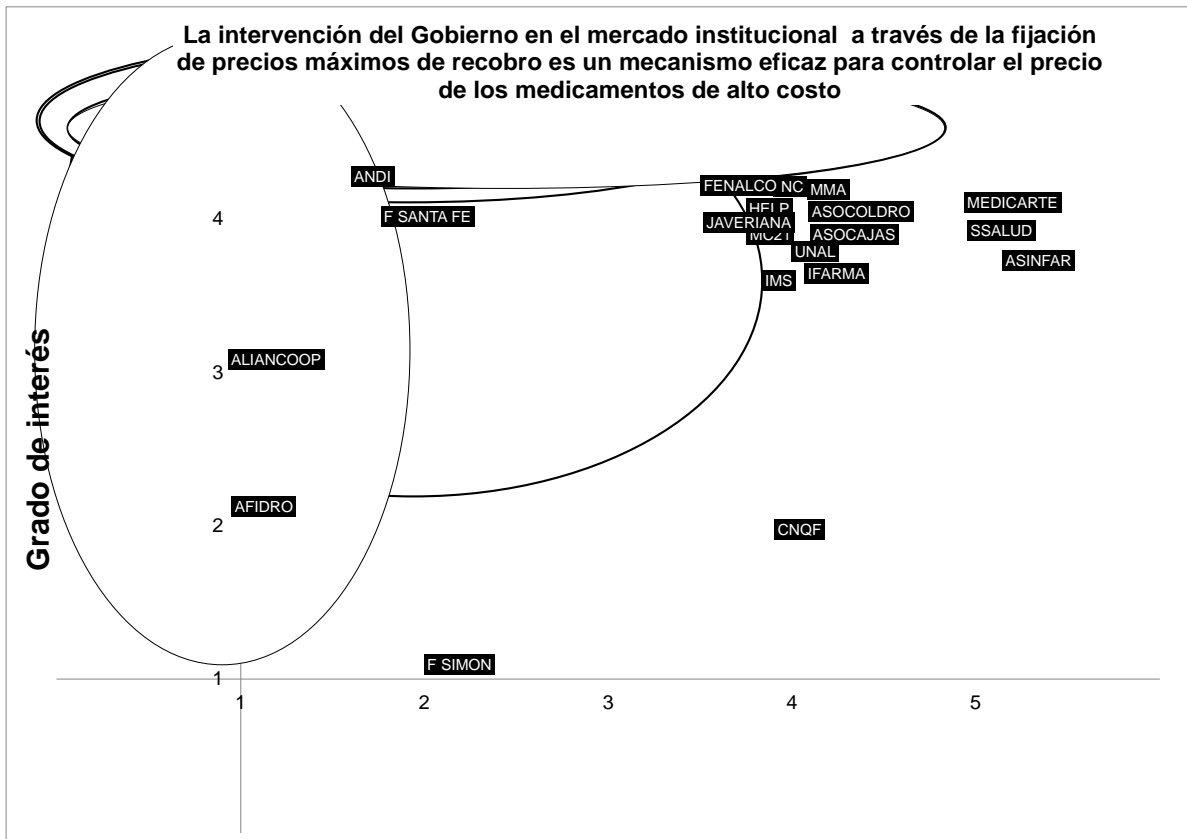 La intervención del Gobierno en el mercado institucional a través de la fijación
de precios máximos de recobro es un mecanismo eficaz para controlar el precio
de los medicamentos de alto costo
ANDI
FENALCO
NC
MMA
4
F SANTA FE
HELP
ASOCOLDRO
MEDICARTE
JAVERIANA
MC21
ASOCAJAS
SSALUD
UNAL
ASINFAR
IMS
IFARMA
Grado de interés
3
ALIANCOOP
2
AFIDRO
CNQF
F SIMON
1
1
2
3
4
5